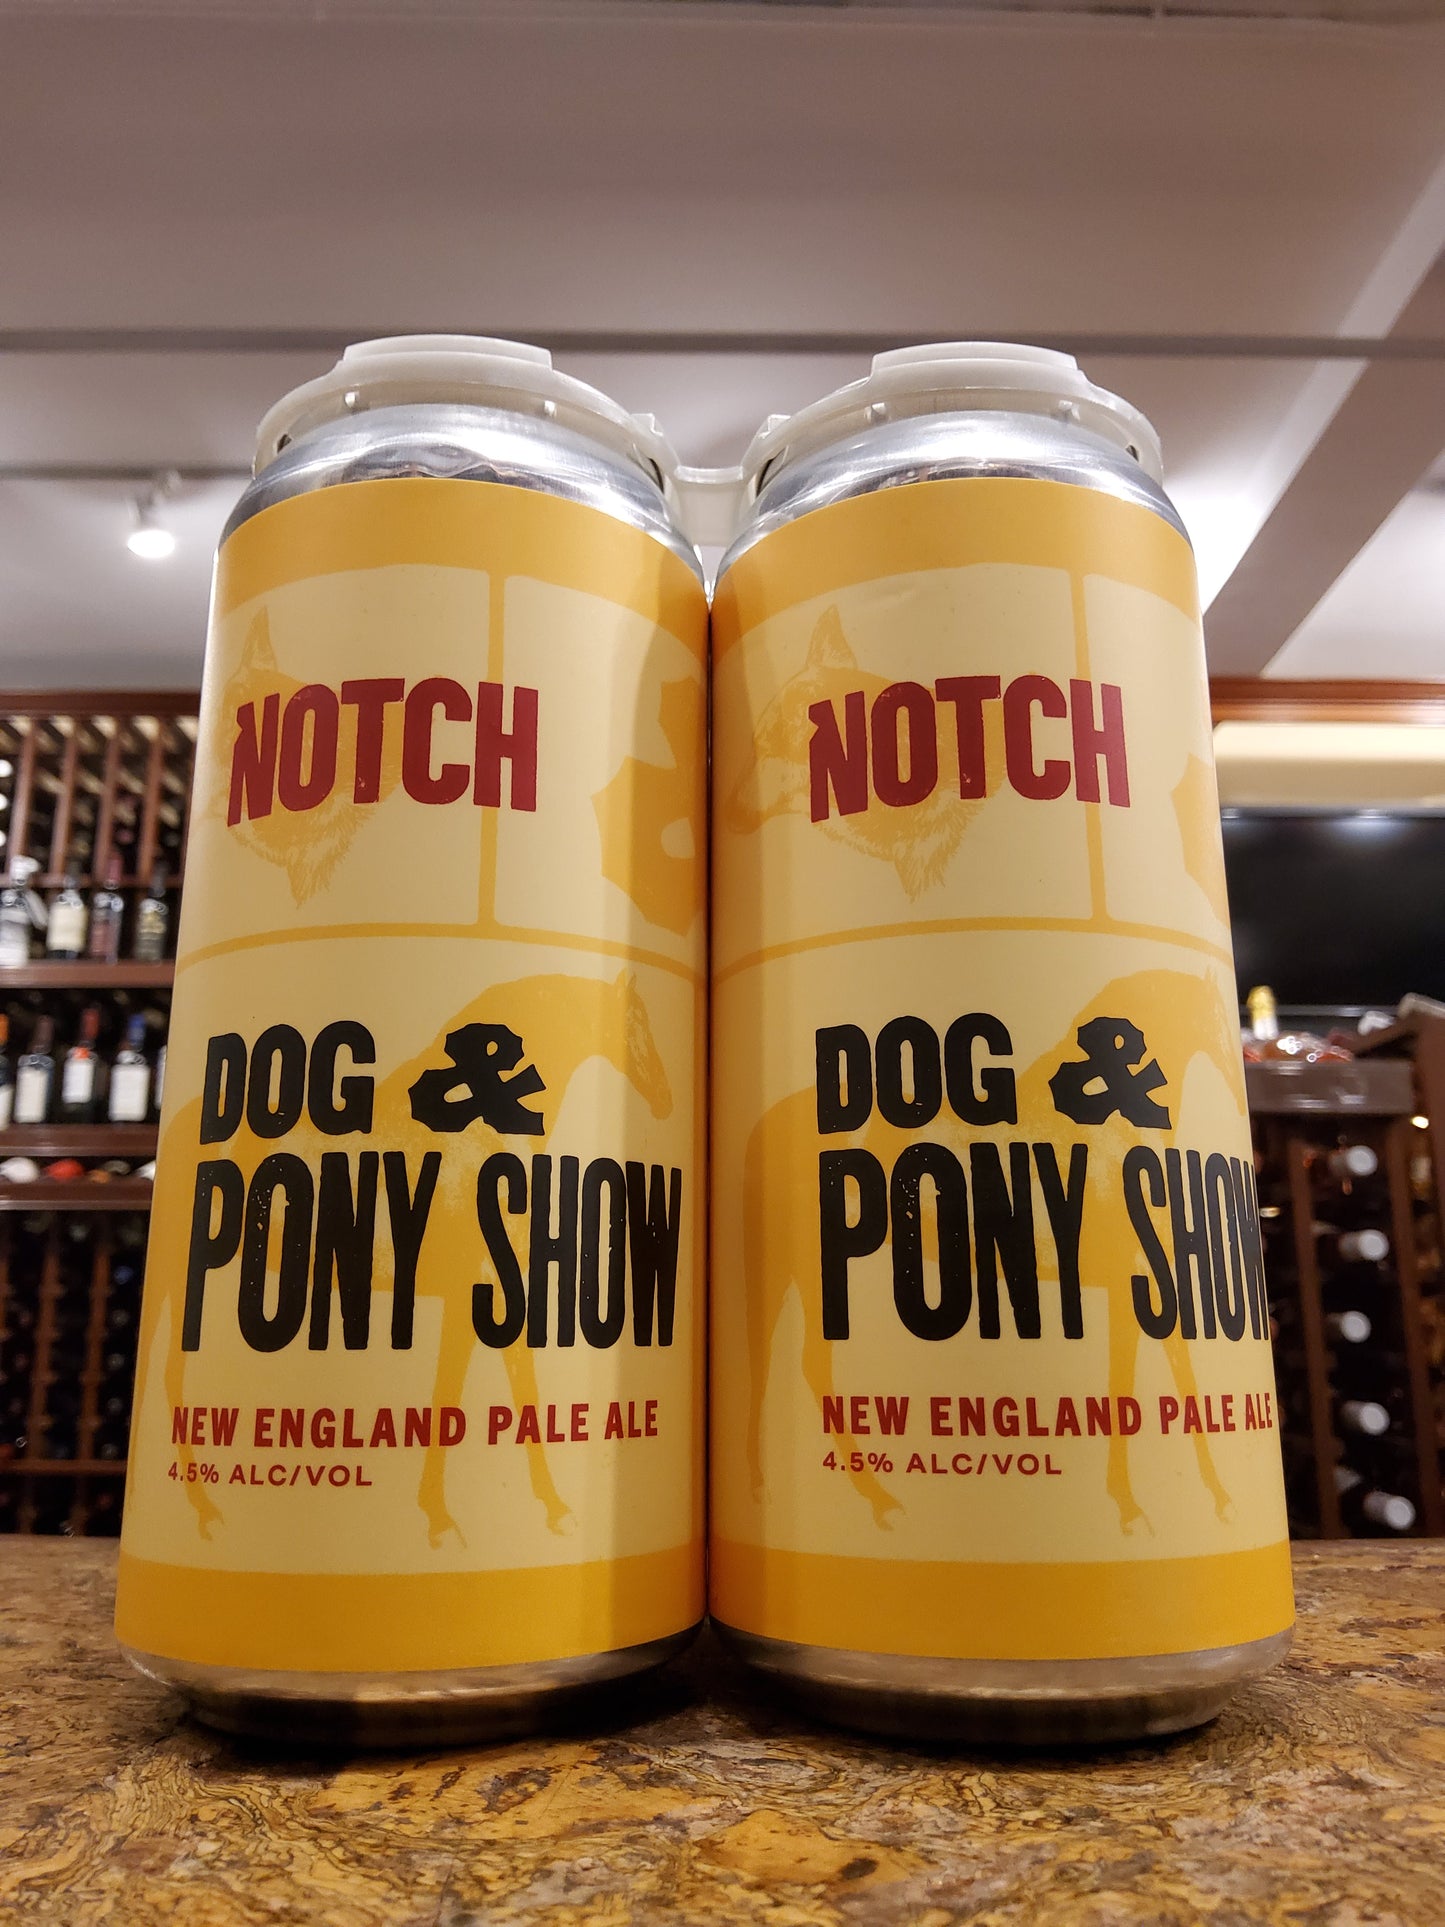 NOTCH
DOG &
PONY SHOW
NEW ENGLAND PALE ALE
4.5% ALC/VOL
NOTCH
DOG &
PONY SHOW
NEW ENGLAND PALE ALE
4.5% ALC/VOL